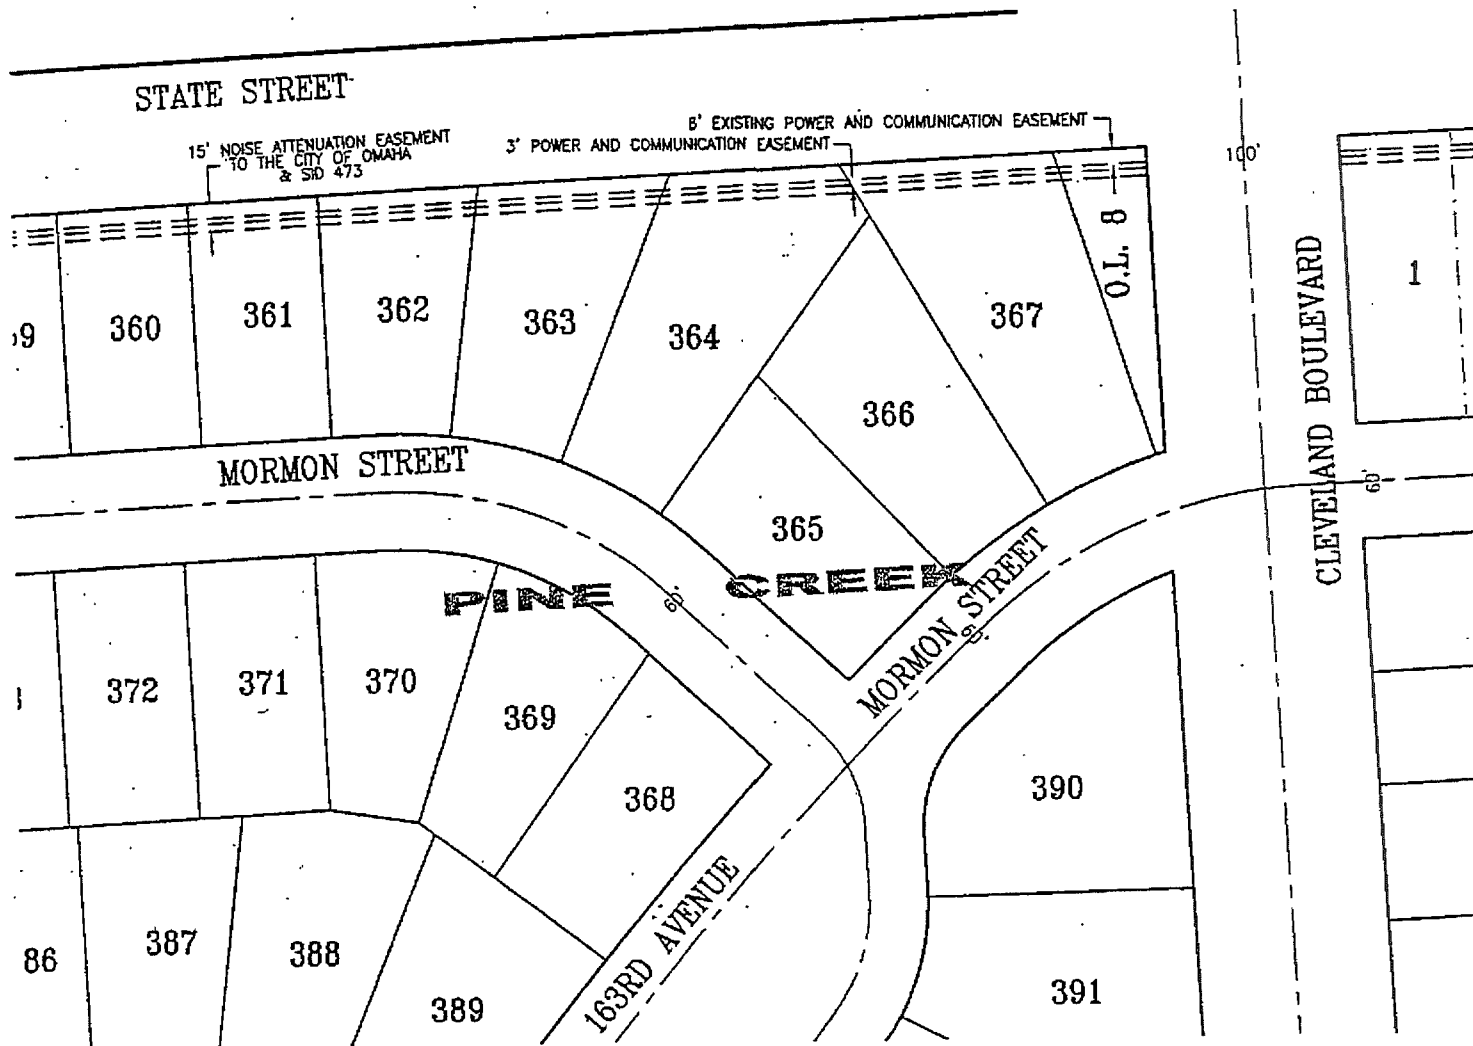 STATE STREET
15' NOISE ATTENUATION EASEMENT
TO THE CITY OF OMAHA
& SID 473
3' POWER AND COMMUNICATION EASEMENT
8' EXISTING POWER AND COMMUNICATION EASEMENT
100'
360
361
362
363
364
365
366
367
O.L. 8
1
CLEVELAND BOULEVARD
MORMON STREET
60'
PINE CREEK
60'
MORMON STREET
60'
372
371
370
369
368
390
86
387
388
389
163RD AVENUE
391